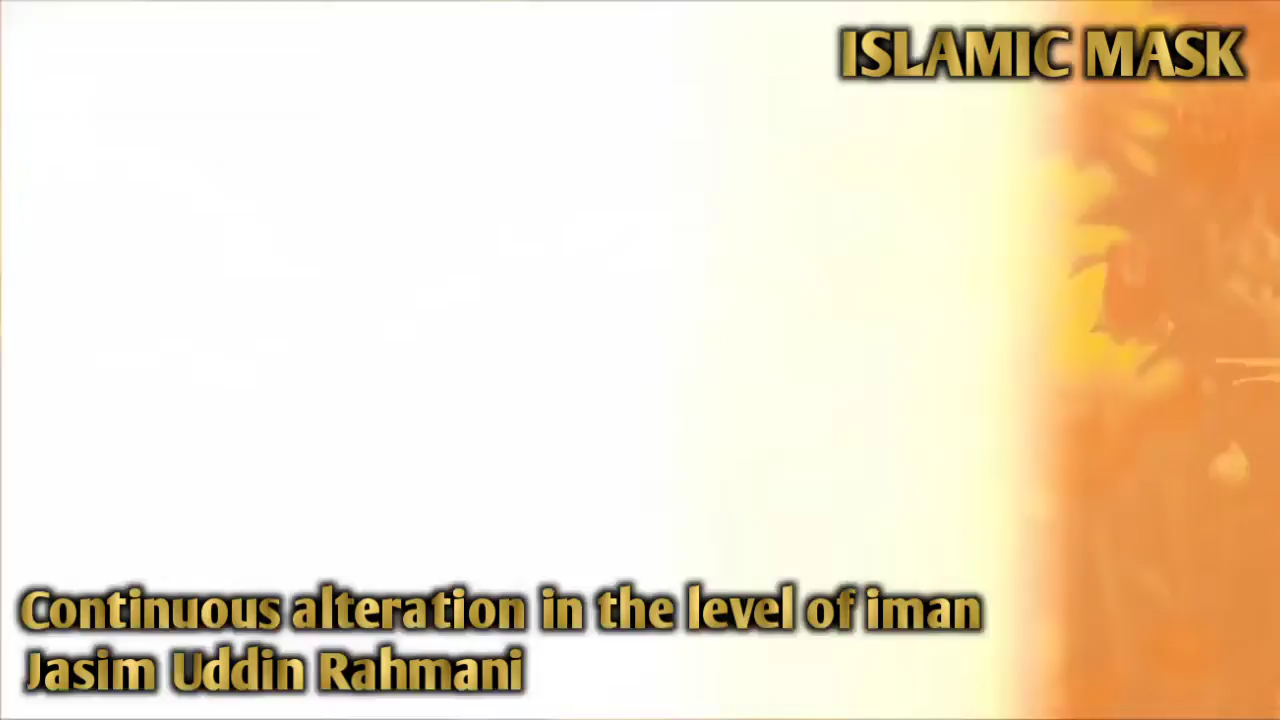 ISLAMIC MASK
Continuous alteration in the level of iman
Jasim Uddin Rahmani